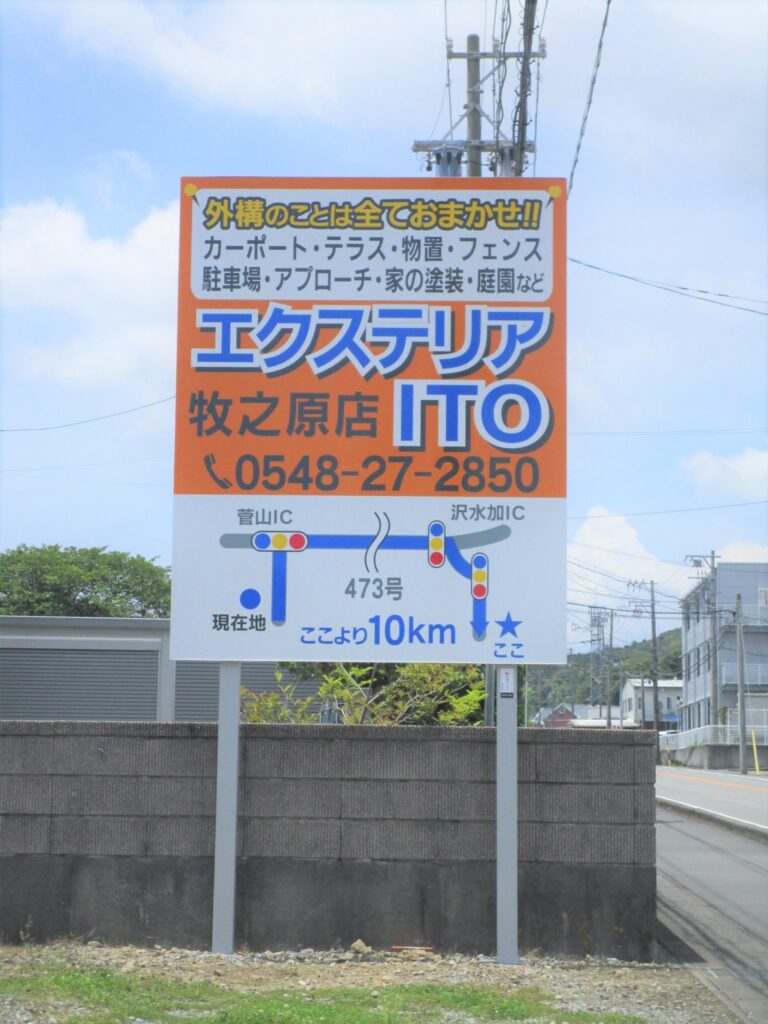 外構のことは全ておまかせ!!
カーポート・テラス・物置・フェンス
駐車場・アプローチ・家の塗装・庭園など
エクステリア
牧之原店 ITO
0548-27-2850
菅山IC 沢水加IC
473号
現在地 ここより10km ここ